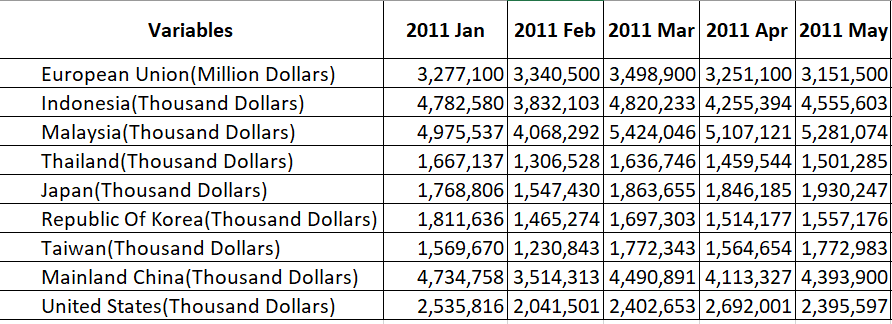 Variables 2011 Jan 2011 Feb 2011 Mar 2011 Apr 2011 May
European Union(Million Dollars) 3,277,100 3,340,500 3,498,900 3,251,100 3,151,500
Indonesia(Thousand Dollars) 4,782,580 3,832,103 4,820,233 4,255,394 4,555,603
Malaysia(Thousand Dollars) 4,975,537 4,068,292 5,424,046 5,107,121 5,281,074
Thailand(Thousand Dollars) 1,667,137 1,306,528 1,636,746 1,459,544 1,501,285
Japan(Thousand Dollars) 1,768,806 1,547,430 1,863,655 1,846,185 1,930,247
Republic Of Korea(Thousand Dollars) 1,811,636 1,465,274 1,697,303 1,514,177 1,557,176
Taiwan(Thousand Dollars) 1,569,670 1,230,843 1,772,343 1,564,654 1,772,983
Mainland China(Thousand Dollars) 4,734,758 3,514,313 4,490,891 4,113,327 4,393,900
United States(Thousand Dollars) 2,535,816 2,041,501 2,402,653 2,692,001 2,395,597